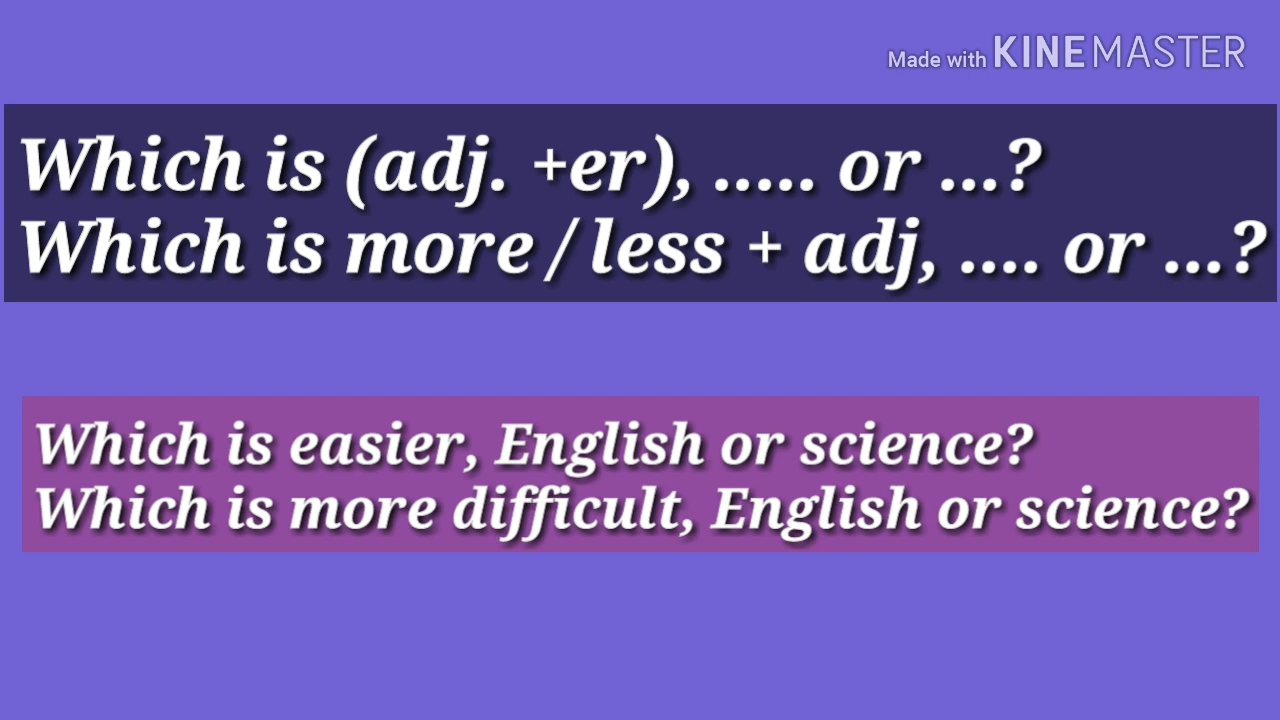 Made with KINEMASTER
Which is (adj. +er), ..... or ...?
Which is more / less + adj, .... or ...?
Which is easier, English or science?
Which is more difficult, English or science?